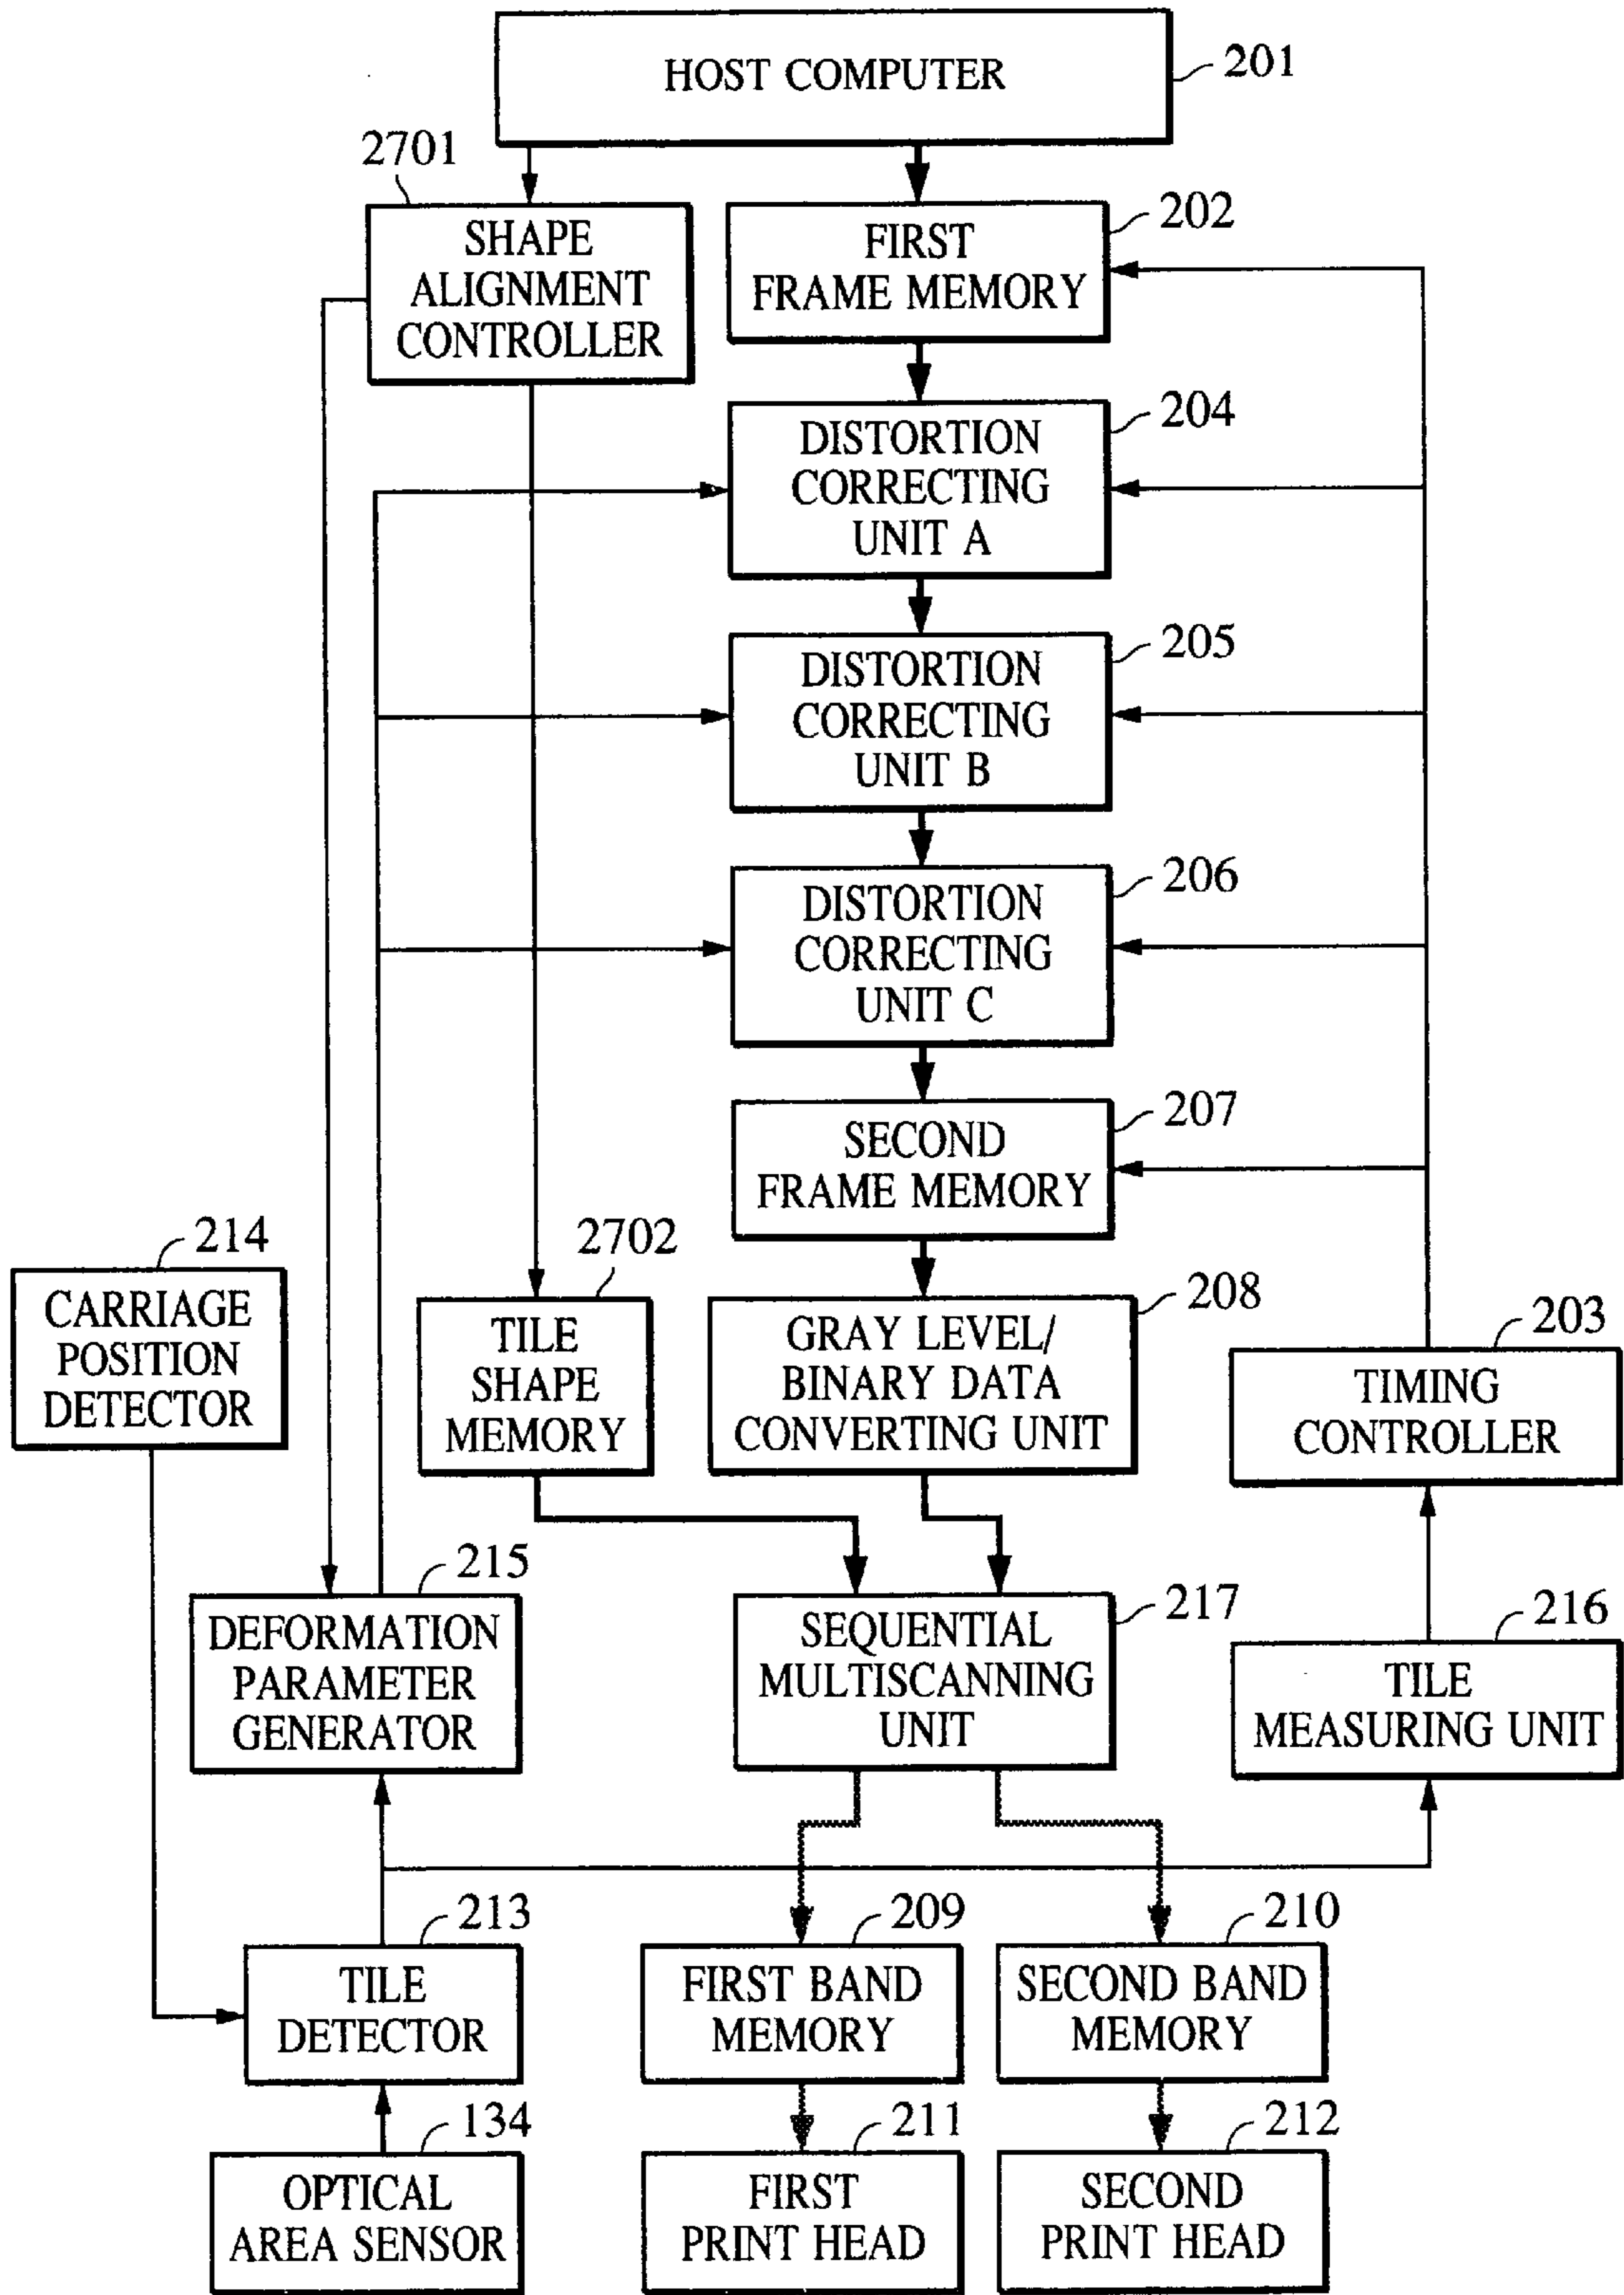 HOST COMPUTER
201
2701
SHAPE
ALIGNMENT
CONTROLLER
202
FIRST
FRAME MEMORY
204
DISTORTION
CORRECTING
UNIT A
205
DISTORTION
CORRECTING
UNIT B
206
DISTORTION
CORRECTING
UNIT C
207
SECOND
FRAME MEMORY
214
CARRIAGE
POSITION
DETECTOR
2702
TILE
SHAPE
MEMORY
208
GRAY LEVEL/
BINARY DATA
CONVERTING UNIT
203
TIMING
CONTROLLER
215
DEFORMATION
PARAMETER
GENERATOR
217
SEQUENTIAL
MULTISCANNING
UNIT
216
TILE
MEASURING UNIT
213
TILE
DETECTOR
209
FIRST BAND
MEMORY
210
SECOND BAND
MEMORY
134
OPTICAL
AREA SENSOR
211
FIRST
PRINT HEAD
212
SECOND
PRINT HEAD